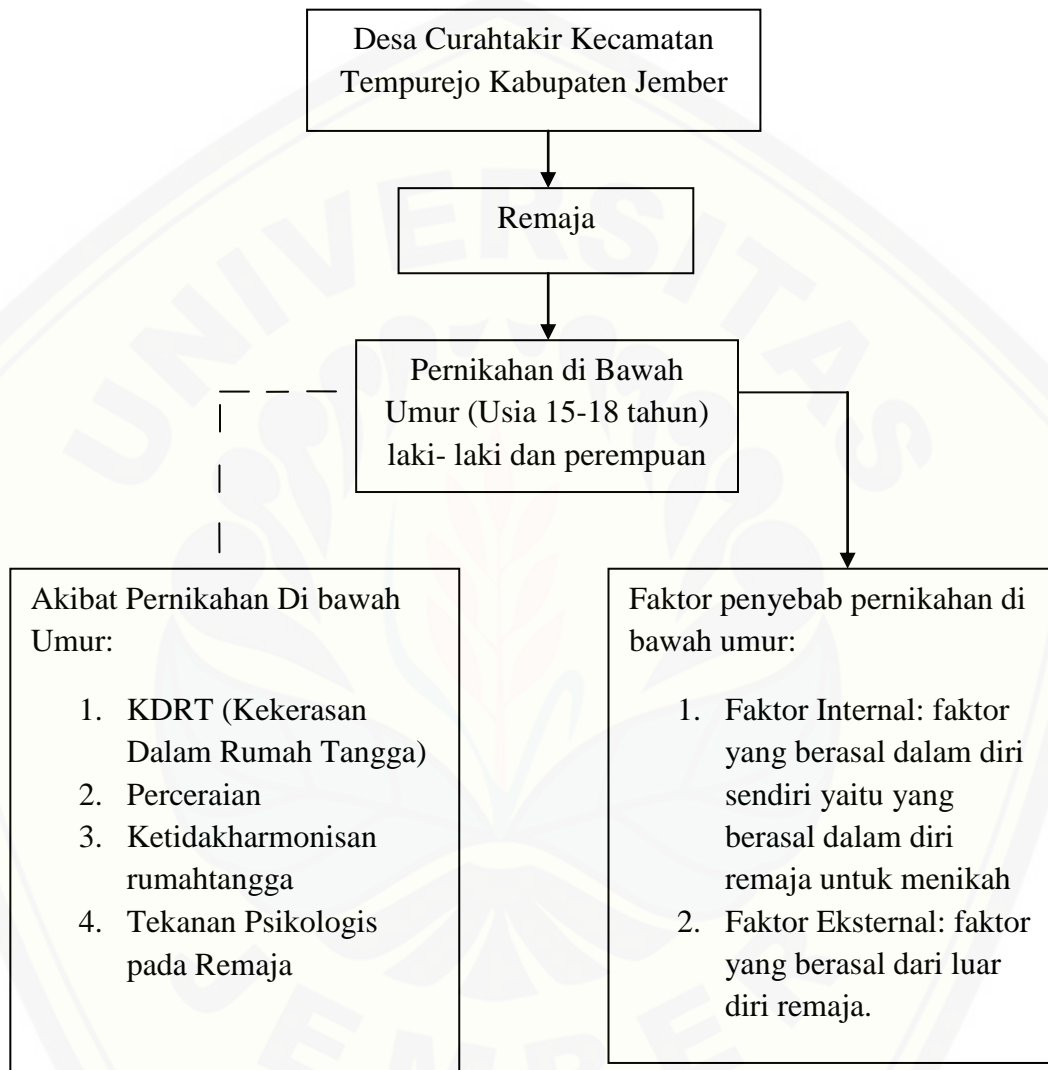 Desa Curahtakir Kecamatan
Tempurejo Kabupaten Jember
Remaja
Pernikahan di Bawah
Umur (Usia 15-18 tahun)
laki- laki dan perempuan
Akibat Pernikahan Di bawah
Umur:
1. KDRT (Kekerasan
Dalam Rumah Tangga)
2. Perceraian
3. Ketidakharmonisan
rumahtangga
4. Tekanan Psikologis
pada Remaja
Faktor penyebab pernikahan di
bawah umur:
1. Faktor Internal: faktor
yang berasal dalam diri
sendiri yaitu yang
berasal dalam diri
remaja untuk menikah
2. Faktor Eksternal: faktor
yang berasal dari luar
diri remaja.
UNIVERSITAS
JEMBER